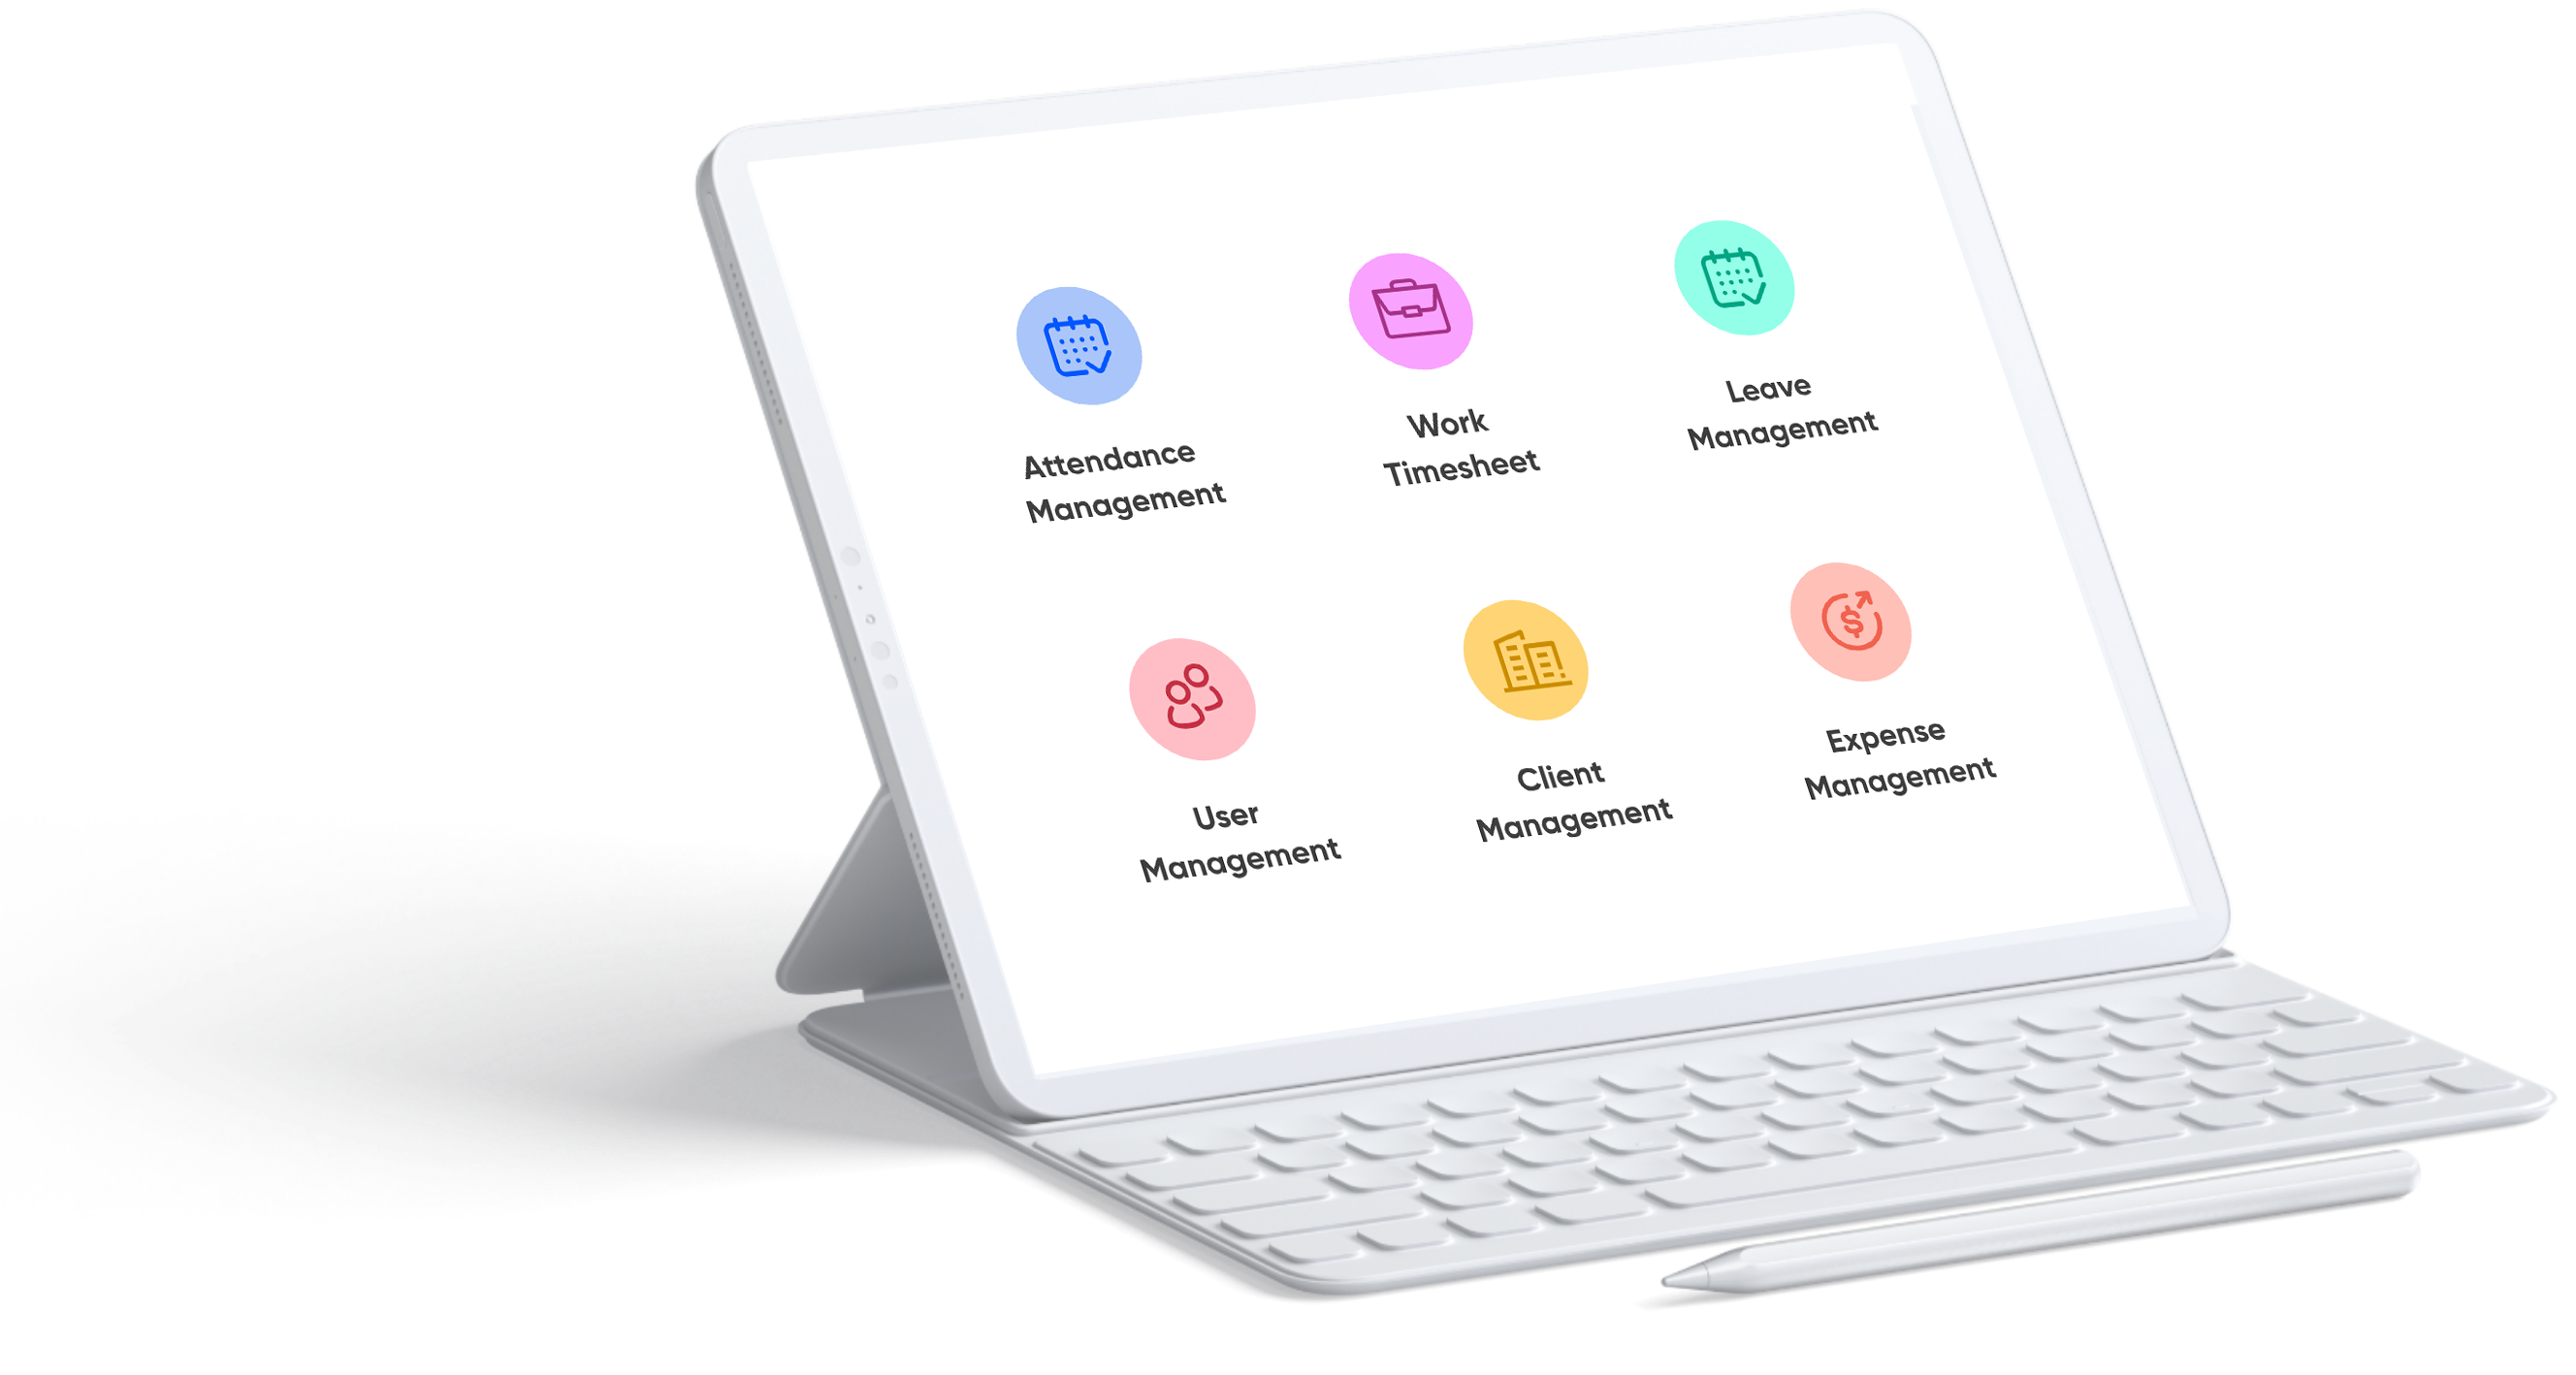 Attendance
Management
Work
Timesheet
Leave
Management
User
Management
Client
Management
Expense
Management